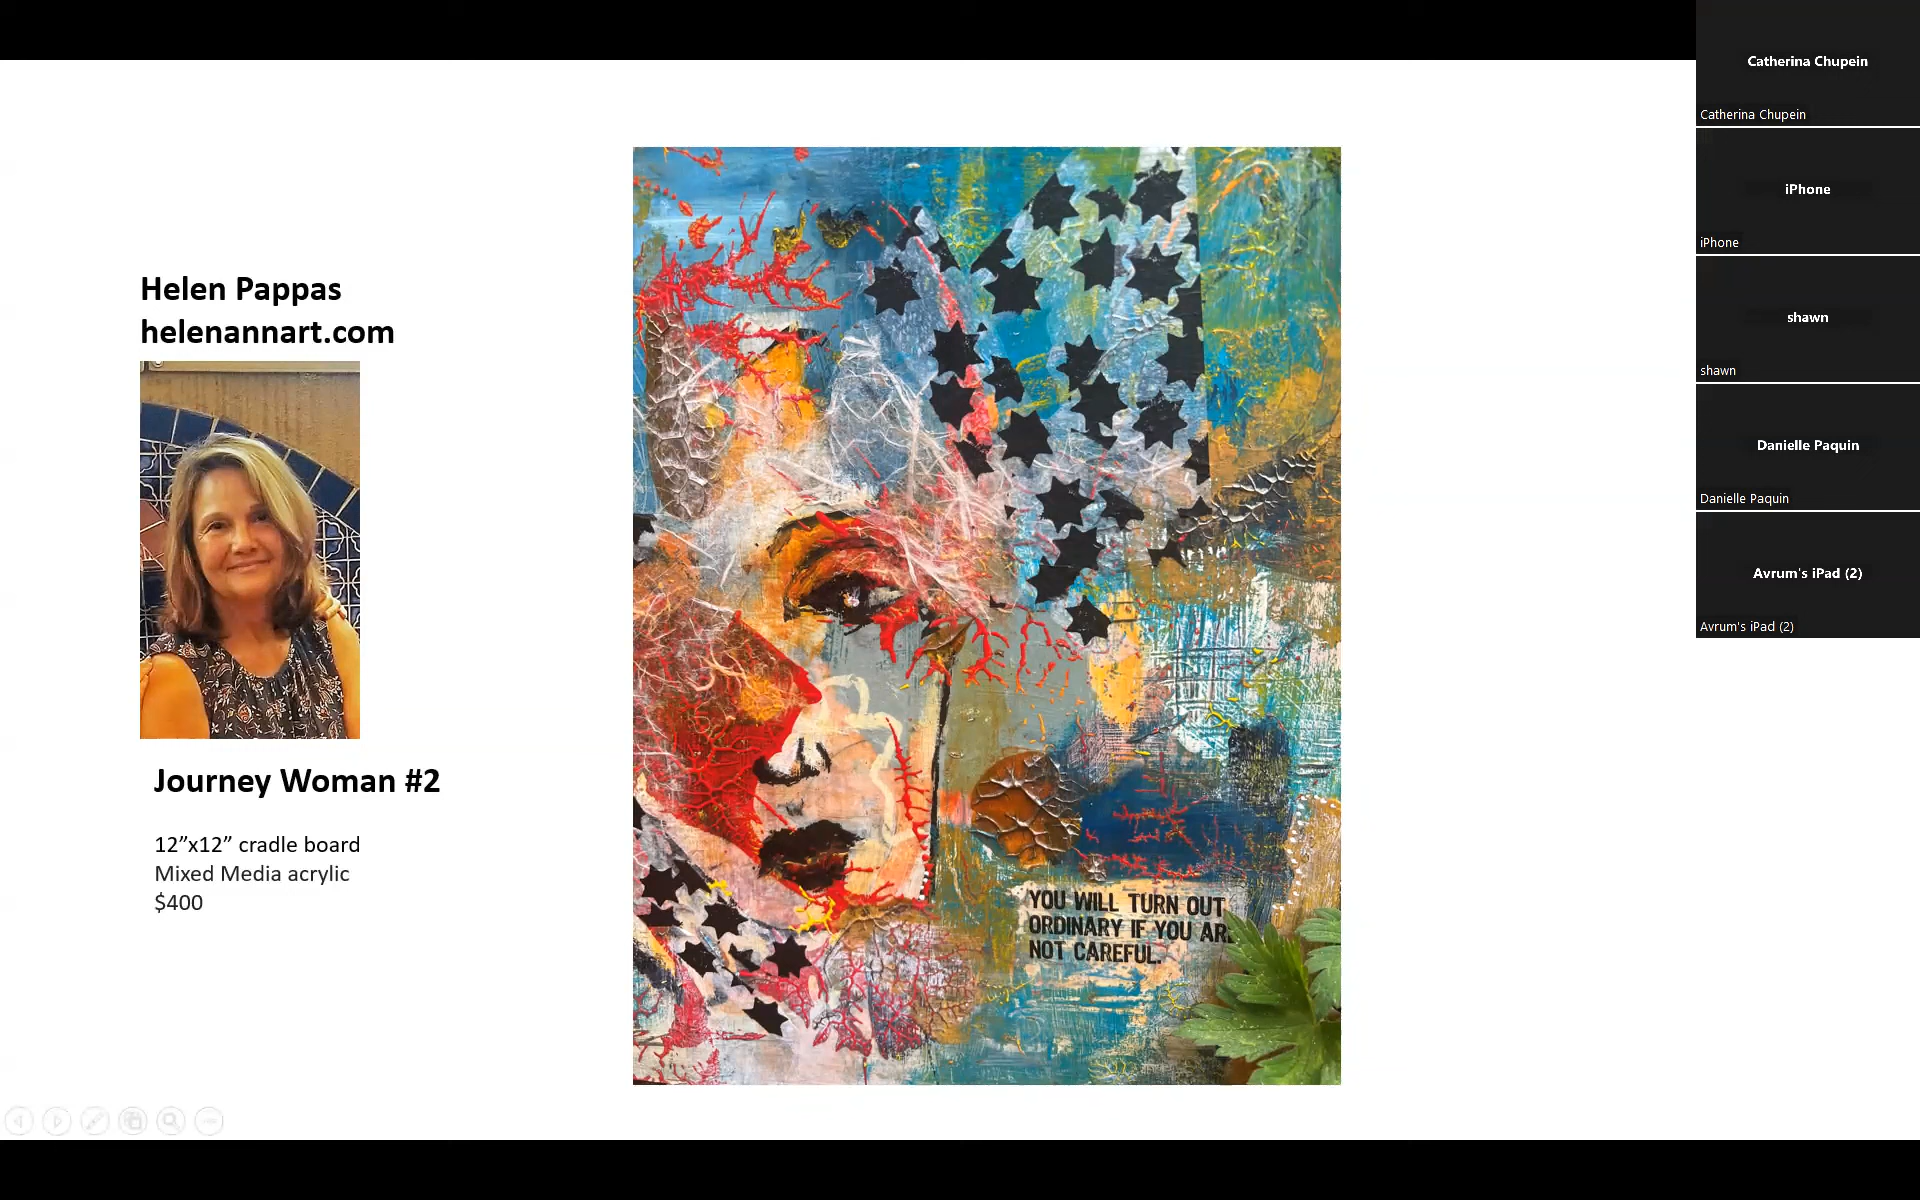 Helen Pappas
helenannart.com
Journey Woman #2
12”x12” cradle board
Mixed Media acrylic
$400
YOU WILL TURN OUT
ORDINARY IF YOU ARE
NOT CAREFUL.
Catherina Chupein
Catherina Chupein
iPhone
iPhone
shawn
shawn
Danielle Paquin
Danielle Paquin
Avrum's iPad (2)
Avrum's iPad (2)